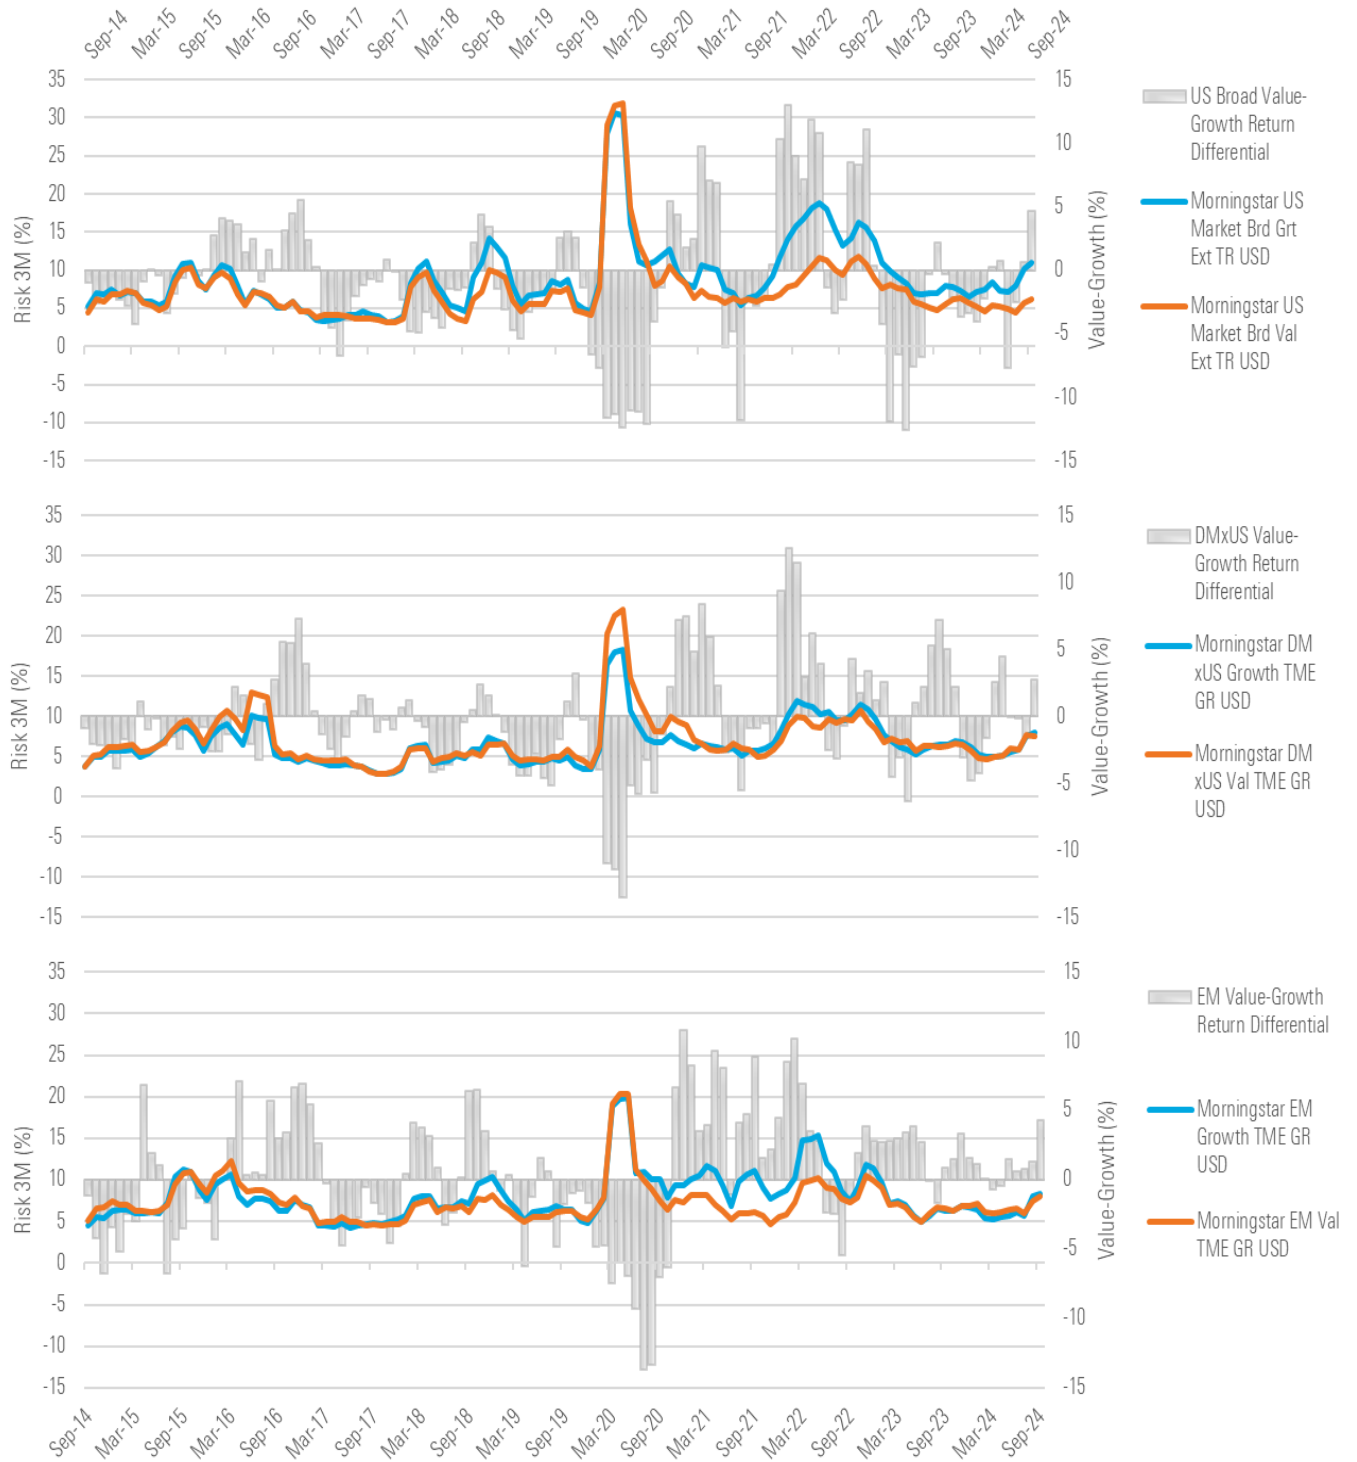 Sep-14
Mar-15
Sep-15
Mar-16
Sep-16
Mar-17
Sep-17
Mar-18
Sep-18
Mar-19
Sep-19
Mar-20
Sep-20
Mar-21
Sep-21
Mar-22
Sep-22
Mar-23
Sep-23
Mar-24
Sep-24
35
30
25
20
15
10
5
0
-5
-10
-15
Risk 3M (%)
15
10
5
0
-5
-10
-15
Value-Growth (%)
US Broad Value-
Growth Return
Differential
Morningstar US
Market Brd Grt
Ext TR USD
Morningstar US
Market Brd Val
Ext TR USD
35
30
25
20
15
10
5
0
-5
-10
-15
Risk 3M (%)
15
10
5
0
-5
-10
-15
Value-Growth (%)
DMxUS Value-
Growth Return
Differential
Morningstar DM
xUS Growth TME
GR USD
Morningstar DM
xUS Val TME GR
USD
35
30
25
20
15
10
5
0
-5
-10
-15
Risk 3M (%)
15
10
5
0
-5
-10
-15
Value-Growth (%)
EM Value-Growth
Return Differential
Morningstar EM
Growth TME GR
USD
Morningstar EM Val
TME GR USD
Sep-14
Mar-15
Sep-15
Mar-16
Sep-16
Mar-17
Sep-17
Mar-18
Sep-18
Mar-19
Sep-19
Mar-20
Sep-20
Mar-21
Sep-21
Mar-22
Sep-22
Mar-23
Sep-23
Mar-24
Sep-24